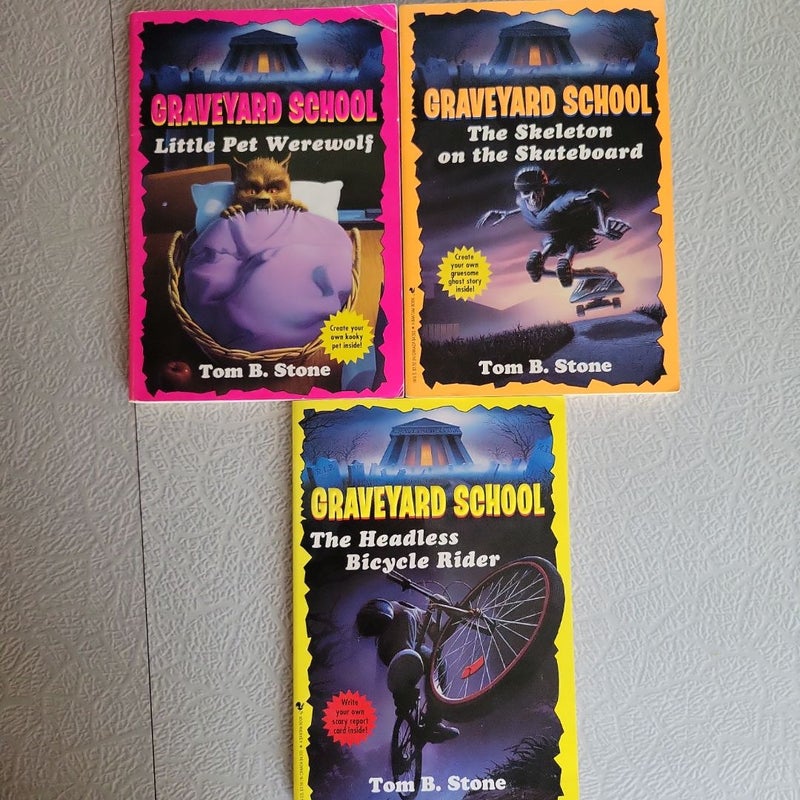 GRAVEYARD SCHOOL
Little Pet Werewolf
Create your
own kooky
pet inside!
Tom B. Stone
GRAVEYARD SCHOOL
The Skeleton
on the Skateboard
Create
your own
gruesome
ghost story
inside!
Tom B. Stone
R.I.P.
GRAVEYARD SCHOOL
The Headless
Bicycle Rider
Write
your own
scary report
card inside!
Tom B. Stone